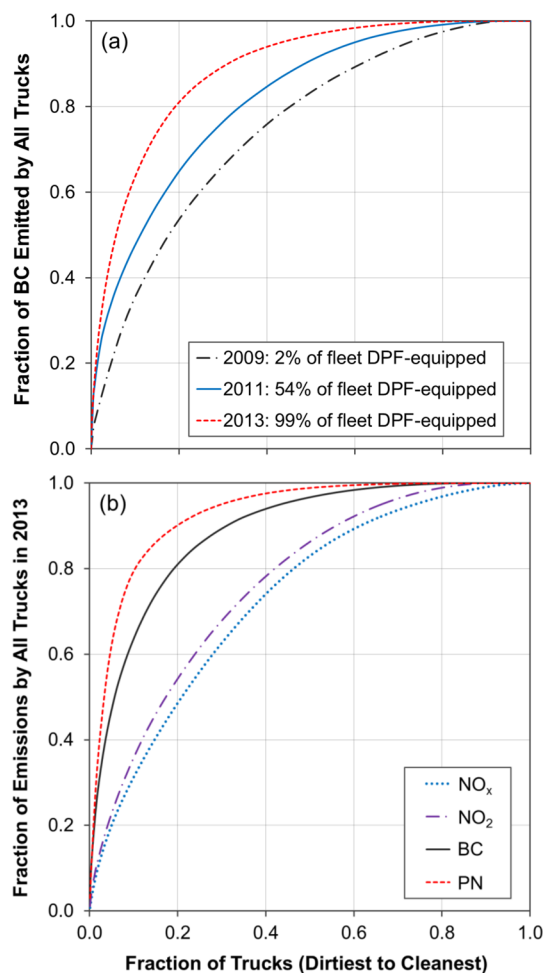 (a)
Fraction of BC Emitted by All Trucks
1.0
0.8
0.6
0.4
0.2
0.0
2009: 2% of fleet DPF-equipped
2011: 54% of fleet DPF-equipped
2013: 99% of fleet DPF-equipped
(b)
Fraction of Emissions by All Trucks in 2013
1.0
0.8
0.6
0.4
0.2
0.0
NOₓ
NO₂
BC
PN
0.0 0.2 0.4 0.6 0.8 1.0
Fraction of Trucks (Dirtiest to Cleanest)